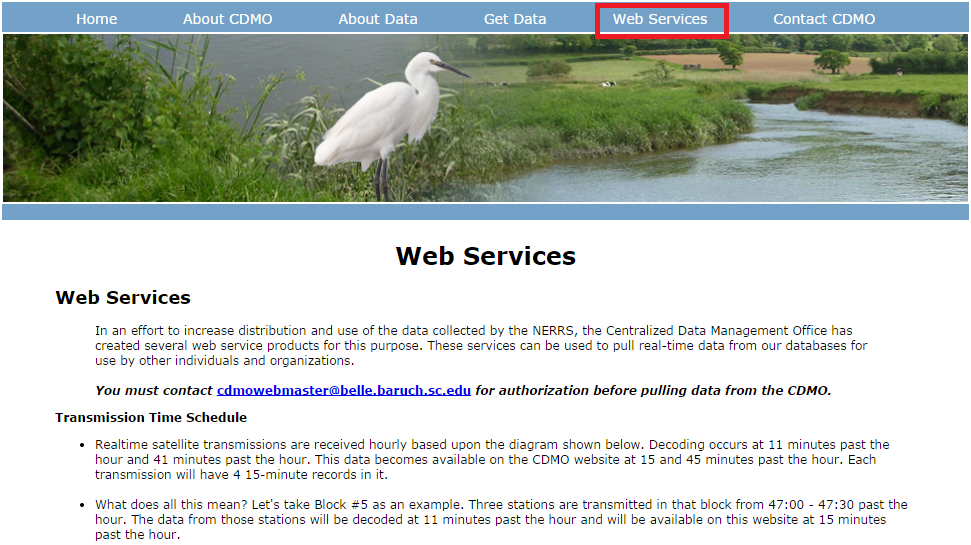 Home About CDMO About Data Get Data Web Services Contact CDMO
Web Services
Web Services
In an effort to increase distribution and use of the data collected by the NERRS, the Centralized Data Management Office has
created several web service products for this purpose. These services can be used to pull real-time data from our databases for
use by other individuals and organizations.
You must contact cdmowebmaster@belle.baruch.sc.edu for authorization before pulling data from the CDMO.
Transmission Time Schedule
• Realtime satellite transmissions are received hourly based upon the diagram shown below. Decoding occurs at 11 minutes past the
hour and 41 minutes past the hour. This data becomes available on the CDMO website at 15 and 45 minutes past the hour. Each
transmission will have 4 15-minute records in it.
• What does all this mean? Let's take Block #5 as an example. Three stations are transmitted in that block from 47:00 - 47:30 past the
hour. The data from those stations will be decoded at 11 minutes past the hour and will be available on this website at 15 minutes
past the hour.